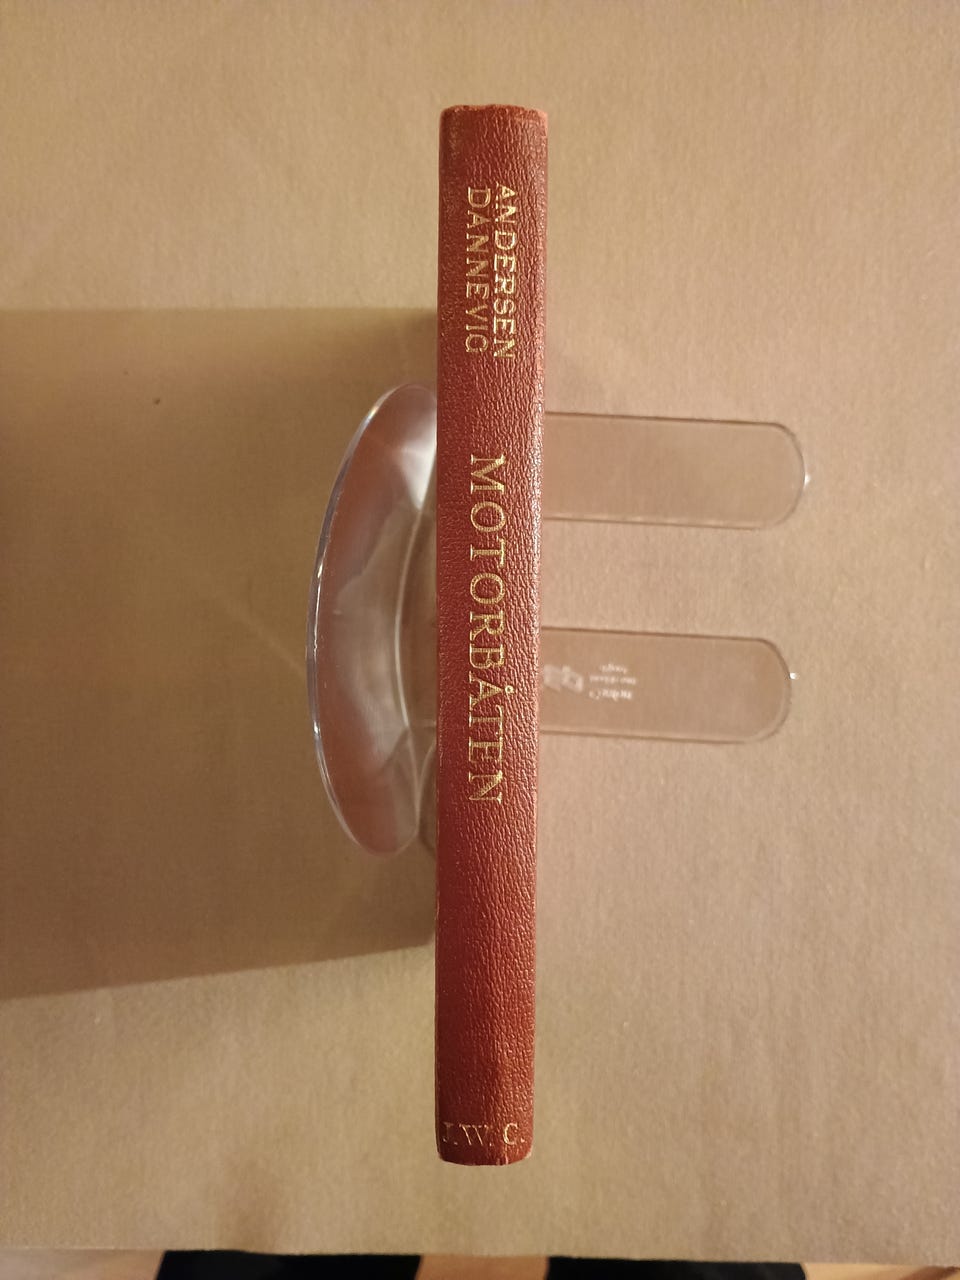 ANDERSEN
DANNEVIG
MOTORBÅTEN
J.W. C.